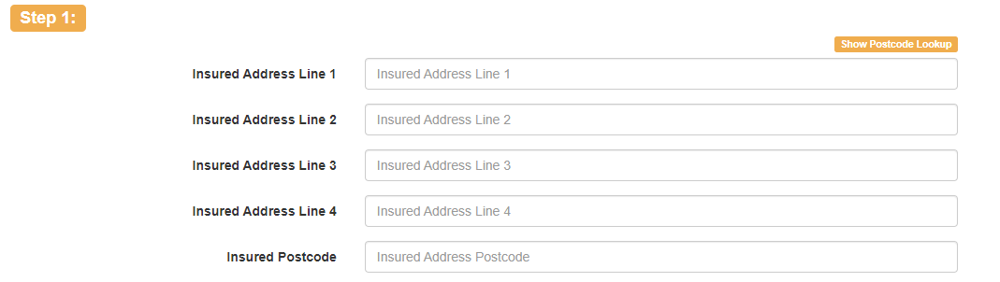 Step 1:
Show Postcode Lookup
Insured Address Line 1 Insured Address Line 1
Insured Address Line 2 Insured Address Line 2
Insured Address Line 3 Insured Address Line 3
Insured Address Line 4 Insured Address Line 4
Insured Postcode Insured Address Postcode